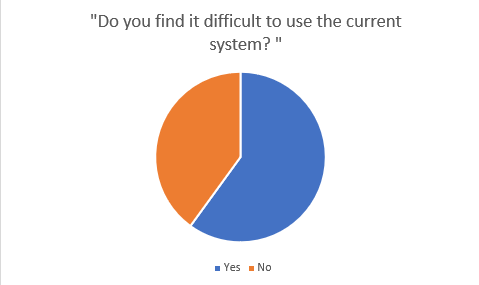 "Do you find it difficult to use the current
system? "
Yes No